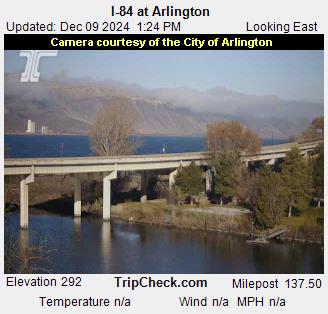 I-84 at Arlington
Updated: Dec 09 2024 1:24 PM Looking East
Camera courtesy of the City of Arlington
Elevation 292 TripCheck.com Milepost 137.50
Temperature n/a Wind n/a MPH n/a